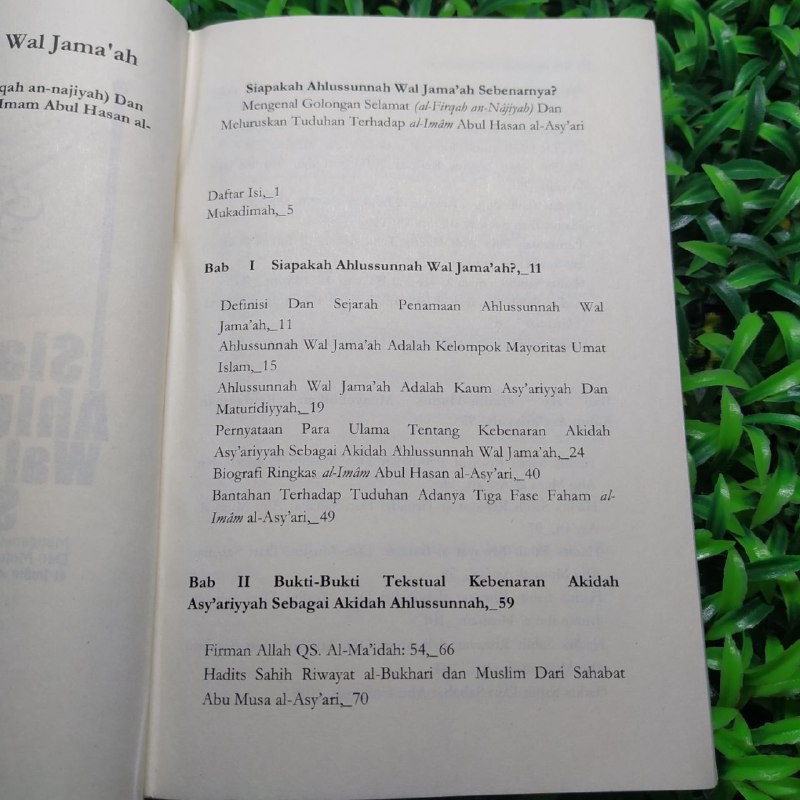 Wal Jama'ah
qah an-najiyah) Dan
Imam Abul Hasan al-
Siapakah Ahlussunnah Wal Jama'ah Sebenarnya?
Mengenal Golongan Selamat (al-Firqah an-Nâjiyah) Dan
Meluruskan Tuduhan Terhadap al-Imâm Abul Hasan al-Asy'ari
Daftar Isi,_1
Mukadimah,_5
Bab I Siapakah Ahlussunnah Wal Jama'ah?,_11
Definisi Dan Sejarah Penamaan Ahlussunnah Wal
Jama'ah,_11
Ahlussunnah Wal Jama'ah Adalah Kelompok Mayoritas Umat
Islam,_15
Ahlussunnah Wal Jama'ah Adalah Kaum Asy'ariyyah Dan
Maturidiyyah,_19
Pernyataan Para Ulama Tentang Kebenaran Akidah
Asy'ariyyah Sebagai Akidah Ahlussunnah Wal Jama'ah,_24
Biografi Ringkas al-Imâm Abul Hasan al-Asy'ari,_40
Bantahan Terhadap Tuduhan Adanya Tiga Fase Faham al-
Imâm al-Asy'ari,_49
Bab II Bukti-Bukti Tekstual Kebenaran Akidah
Asy'ariyyah Sebagai Akidah Ahlussunnah,_59
Firman Allah QS. Al-Ma'idah: 54,_66
Hadits Sahih Riwayat al-Bukhari dan Muslim Dari Sahabat
Abu Musa al-Asy'ari,_70